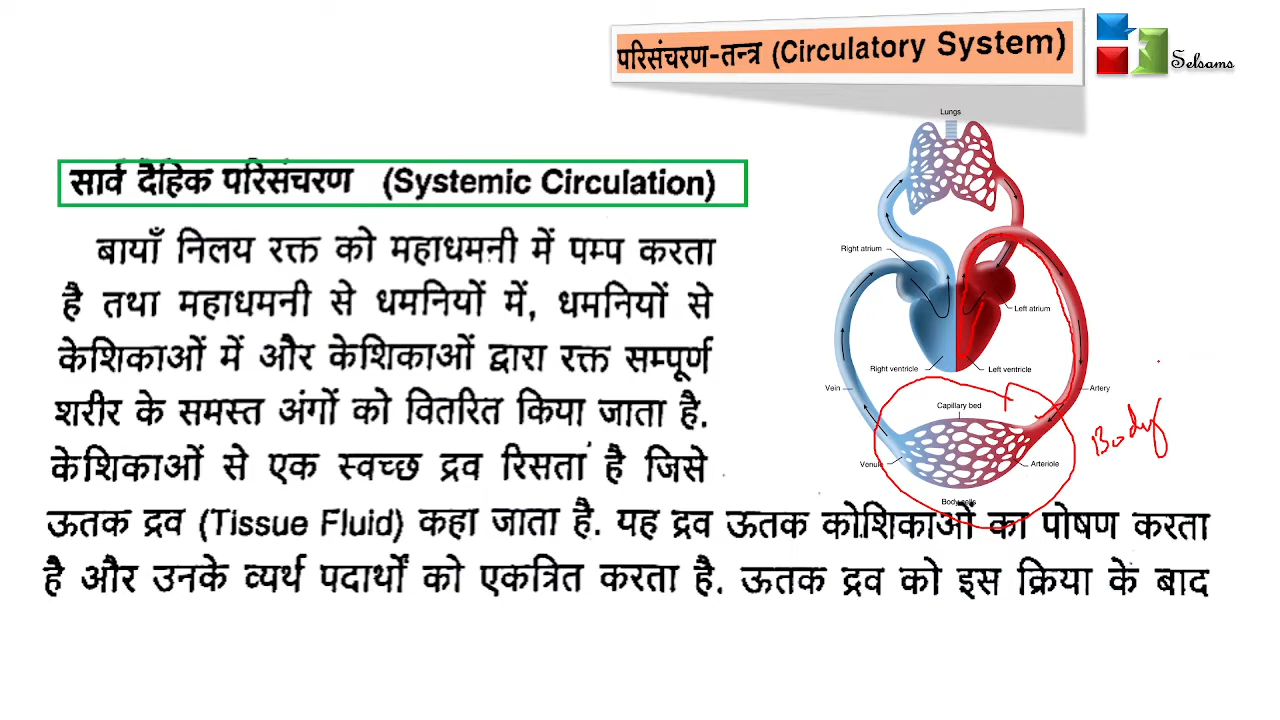 परिसंचरण-तन्त्र (Circulatory System)
Selsams
सार्व दैहिक परिसंचरण (Systemic Circulation)
बायाँ निलय रक्त को महाधमनी में पम्प करता
है तथा महाधमनी से धमनियों में, धमनियों से
केशिकाओं में और केशिकाओं द्वारा रक्त सम्पूर्ण
शरीर के समस्त अंगों को वितरित किया जाता है.
केशिकाओं से एक स्वच्छ द्रव रिसता है जिसे
ऊतक द्रव (Tissue Fluid) कहा जाता है. यह द्रव ऊतक कोशिकाओं का पोषण करता
है और उनके व्यर्थ पदार्थों को एकत्रित करता है. ऊतक द्रव को इस क्रिया के बाद
Lungs
Right atrium
Left atrium
Right ventricle
Left ventricle
Vein
Artery
Capillary bed
Venule
Arteriole
Body cells
Body